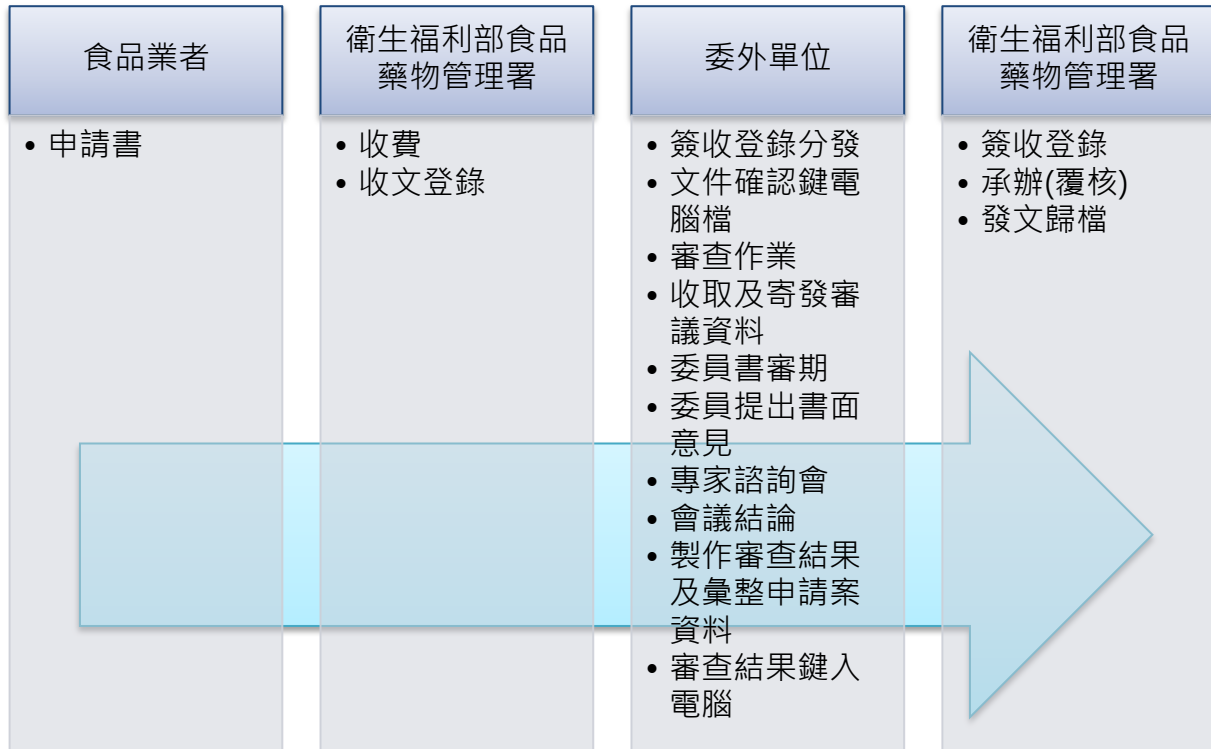 食品業者
• 申請書
衛生福利部食品
藥物管理署
• 收費
• 收文登錄
委外單位
• 簽收登錄分發
• 文件確認鍵電
腦檔
• 審查作業
• 收取及寄發審
議資料
• 委員書審期
• 委員提出書面
意見
• 專家諮詢會
• 會議結論
• 製作審查結果
及彙整申請案
資料
• 審查結果鍵入
電腦
衛生福利部食品
藥物管理署
• 簽收登錄
• 承辦(覆核)
• 發文歸檔